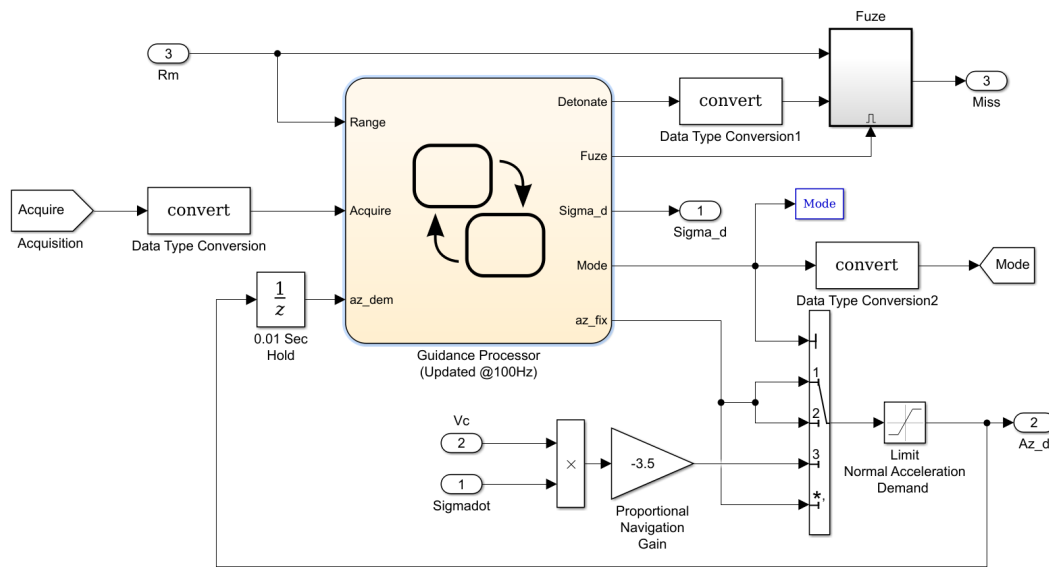 Fuze
3
Rm
Range
Detonate
convert
Data Type Conversion1
3
Miss
Fuze
Acquire
Acquisition
convert
Data Type Conversion
Acquire
Sigma_d
1
Sigma_d
Mode
Mode
convert
Data Type Conversion2
Mode
1
z
0.01 Sec
Hold
az_dem
az_fix
Guidance Processor
(Updated @100Hz)
Vc
2
1
Sigmadot
×
-3.5
Proportional
Navigation
Gain
1
2
3
*,
Limit
Normal Acceleration
Demand
2
Az_d